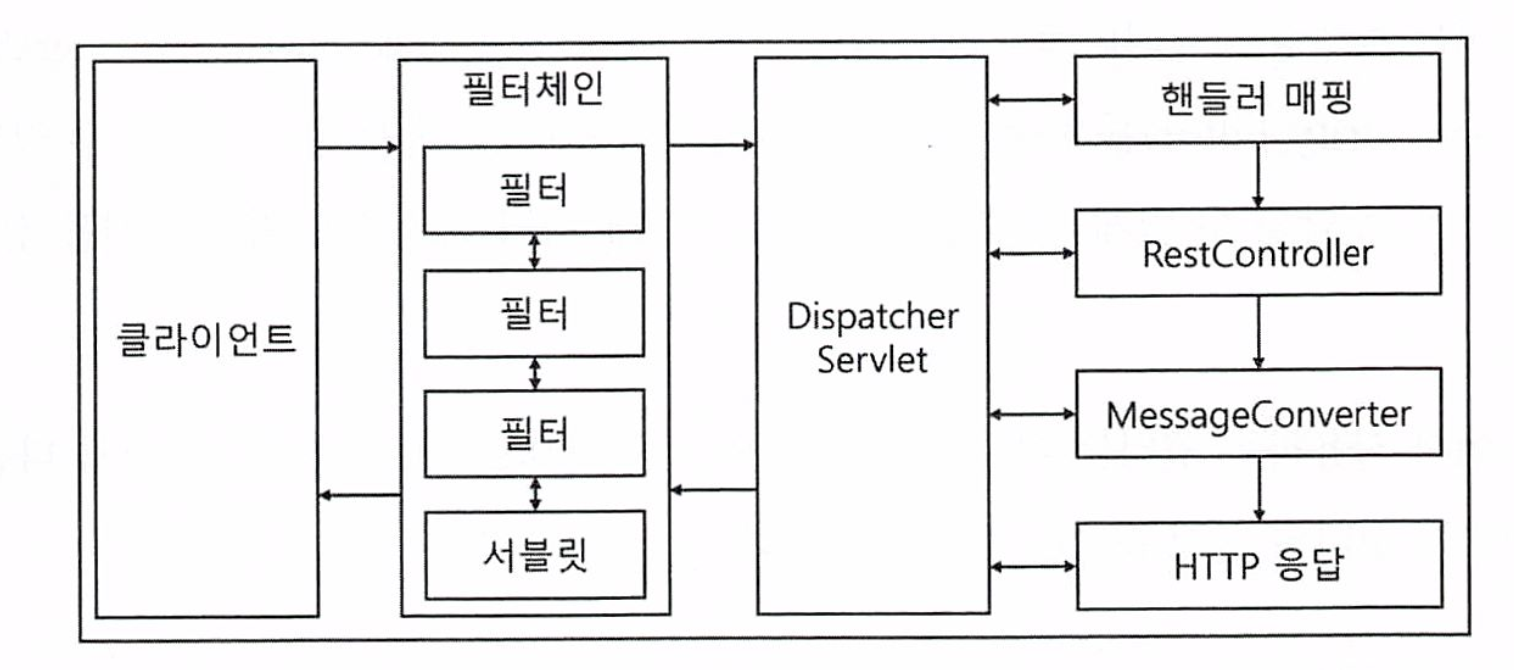 클라이언트
필터체인
필터
필터
필터
서블릿
Dispatcher
Servlet
핸들러 매핑
RestController
MessageConverter
HTTP 응답